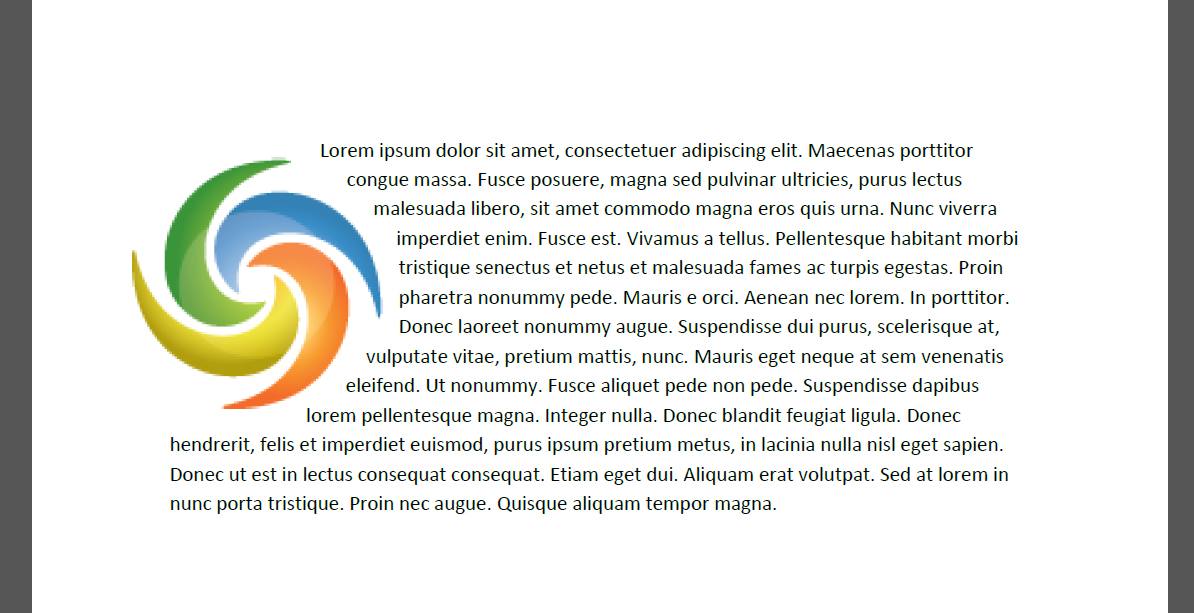 Lorem ipsum dolor sit amet, consectetuer adipiscing elit. Maecenas porttitor
congue massa. Fusce posuere, magna sed pulvinar ultricies, purus lectus
malesuada libero, sit amet commodo magna eros quis urna. Nunc viverra
imperdiet enim. Fusce est. Vivamus a tellus. Pellentesque habitant morbi
tristique senectus et netus et malesuada fames ac turpis egestas. Proin
pharetra nonummy pede. Mauris e orci. Aenean nec lorem. In porttitor.
Donec laoreet nonummy augue. Suspendisse dui purus, scelerisque at,
vulputate vitae, pretium mattis, nunc. Mauris eget neque at sem venenatis
eleifend. Ut nonummy. Fusce aliquet pede non pede. Suspendisse dapibus
lorem pellentesque magna. Integer nulla. Donec blandit feugiat ligula. Donec
hendrerit, felis et imperdiet euismod, purus ipsum pretium metus, in lacinia nulla nisl eget sapien.
Donec ut est in lectus consequat consequat. Etiam eget dui. Aliquam erat volutpat. Sed at lorem in
nunc porta tristique. Proin nec augue. Quisque aliquam tempor magna.